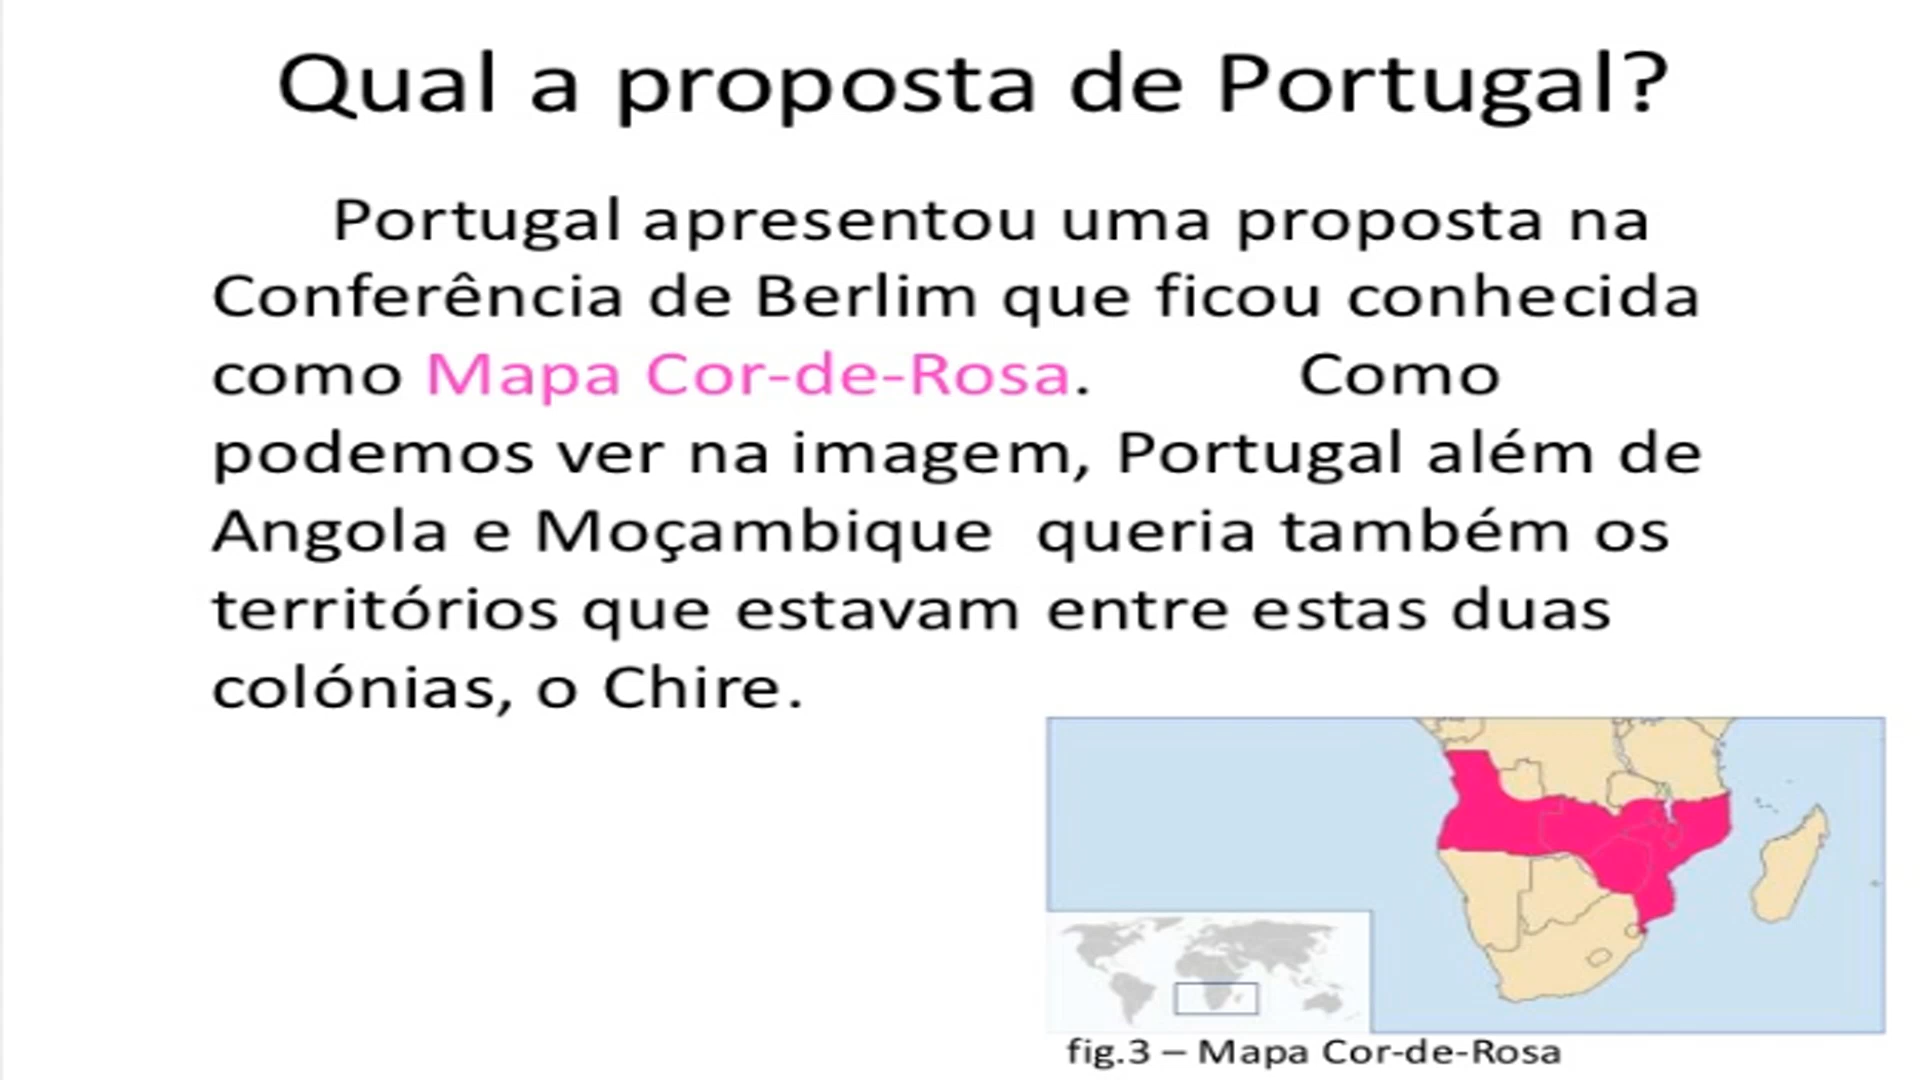 Qual a proposta de Portugal?
Portugal apresentou uma proposta na
Conferência de Berlim que ficou conhecida
como Mapa Cor-de-Rosa. Como
podemos ver na imagem, Portugal além de
Angola e Moçambique queria também os
territórios que estavam entre estas duas
colónias, o Chire.
fig.3 – Mapa Cor-de-Rosa